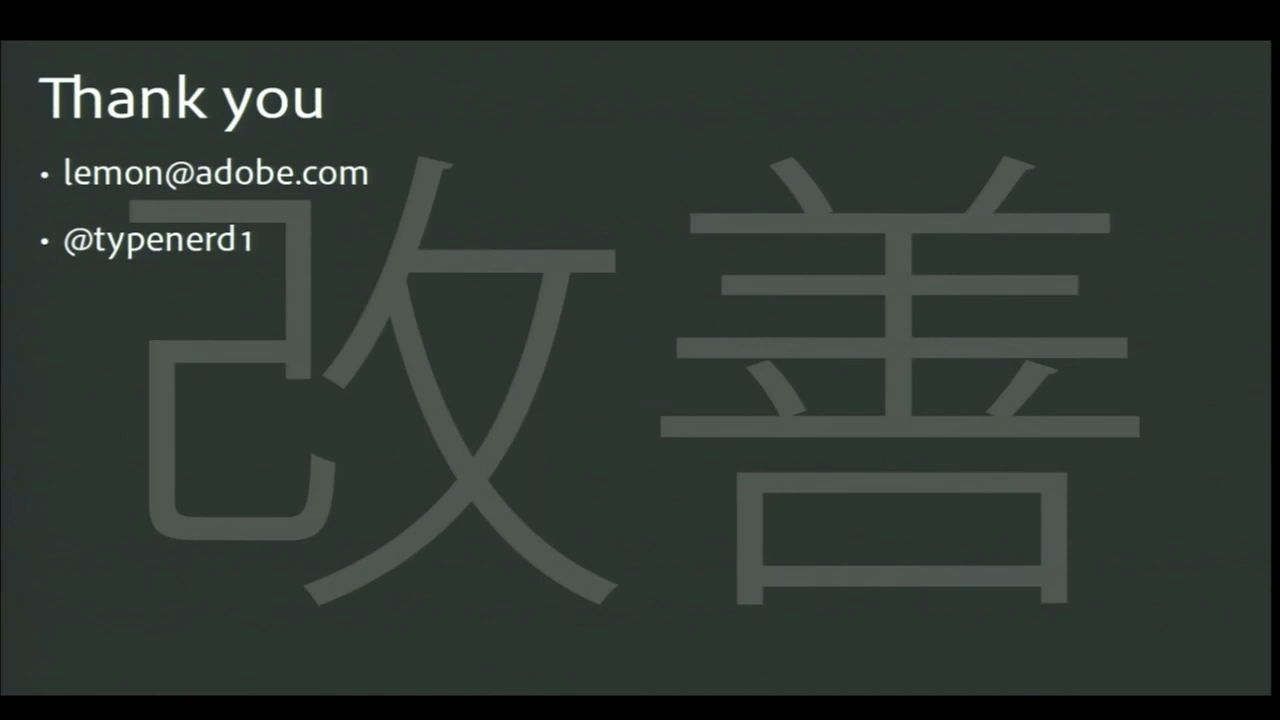 Thank you
• lemon@adobe.com
• @typenerd1
改善